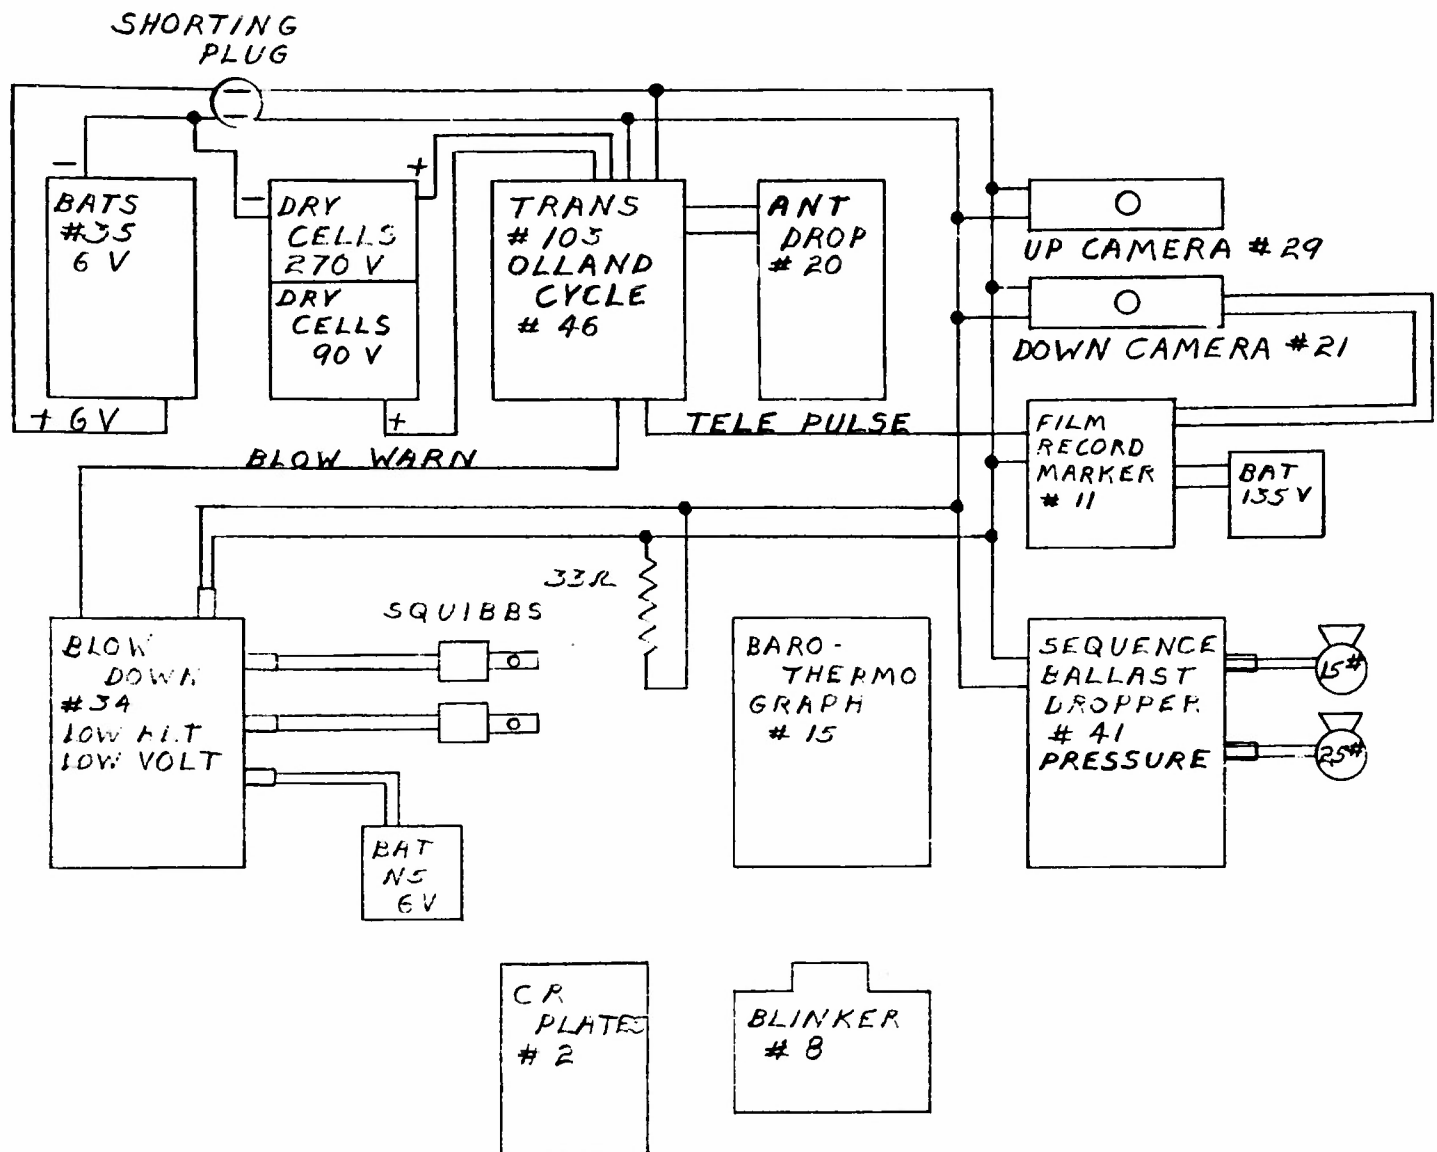 SHORTING
PLUG
−
BATS
#35
6 V
+ 6 V
+
−
DRY
CELLS
270 V
DRY
CELLS
90 V
+
TRANS
# 103
OLLAND
CYCLE
# 46
ANT
DROP
# 20
UP CAMERA # 29
DOWN CAMERA #21
TELE PULSE
BLOW WARN
FILM
RECORD
MARKER
# 11
BAT
135 V
33Ω
SQUIBBS
BLOW
DOWN
#34
LOW ALT
LOW VOLT
BAT
NS
6 V
BARO-
THERMO
GRAPH
# 15
SEQUENCE
BALLAST
DROPPER
# 41
PRESSURE
15#
25#
CR
PLATES
# 2
BLINKER
# 8